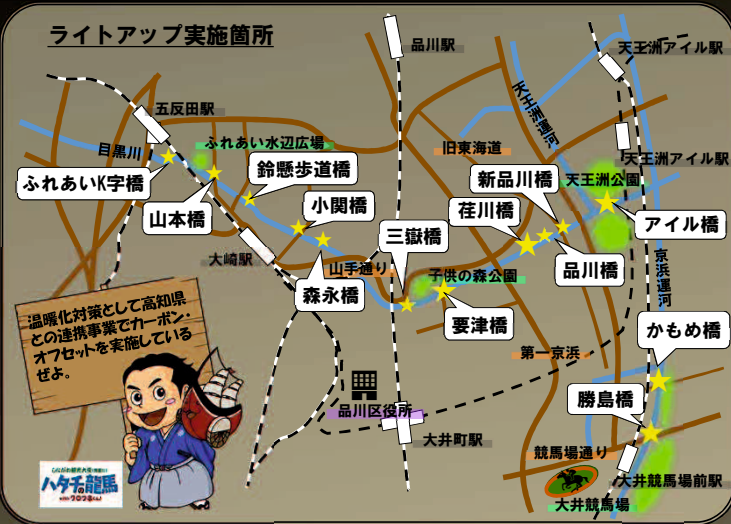 ライトアップ実施箇所
品川駅
天王洲アイル駅
五反田駅
天王洲運河
目黒川
ふれあい水辺広場
旧東海道
天王洲アイル駅
ふれあいK字橋
鈴懸歩道橋
新品川橋
天王洲公園
山本橋
小関橋
荏川橋
アイル橋
三嶽橋
大崎駅
山手通り
子供の森公園
品川橋
京浜運河
森永橋
要津橋
かもめ橋
温暖化対策として高知県
との連携事業でカーボン・
オフセットを実施している
ぜよ。
第一京浜
勝島橋
品川区役所
大井町駅
競馬場通り
大井競馬場前駅
大井競馬場
ハタチの龍馬